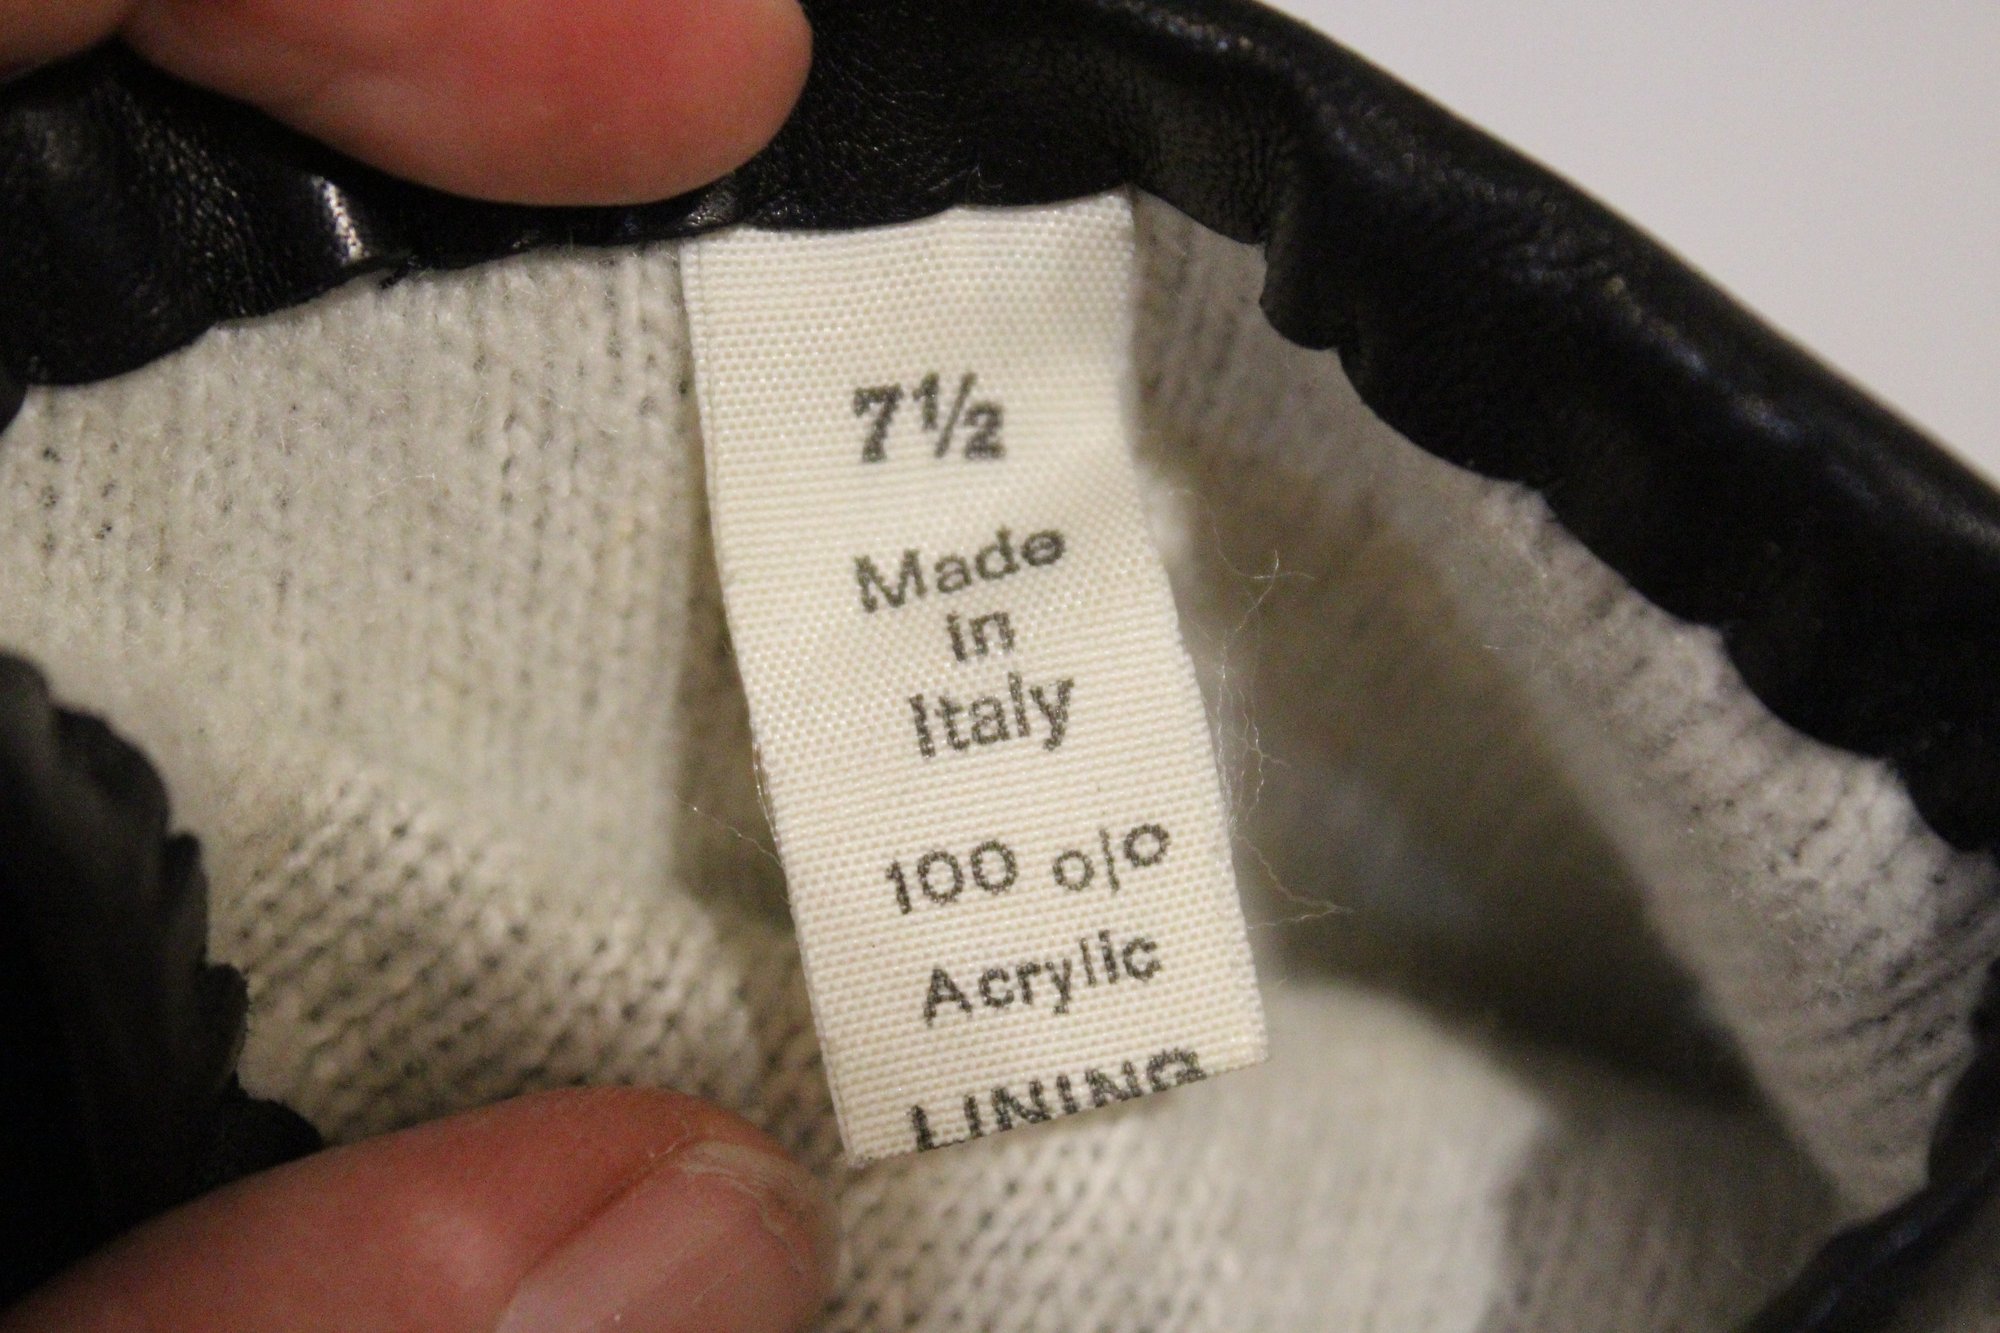 7½
Made
in
Italy
100 o/o
Acrylic
LINING